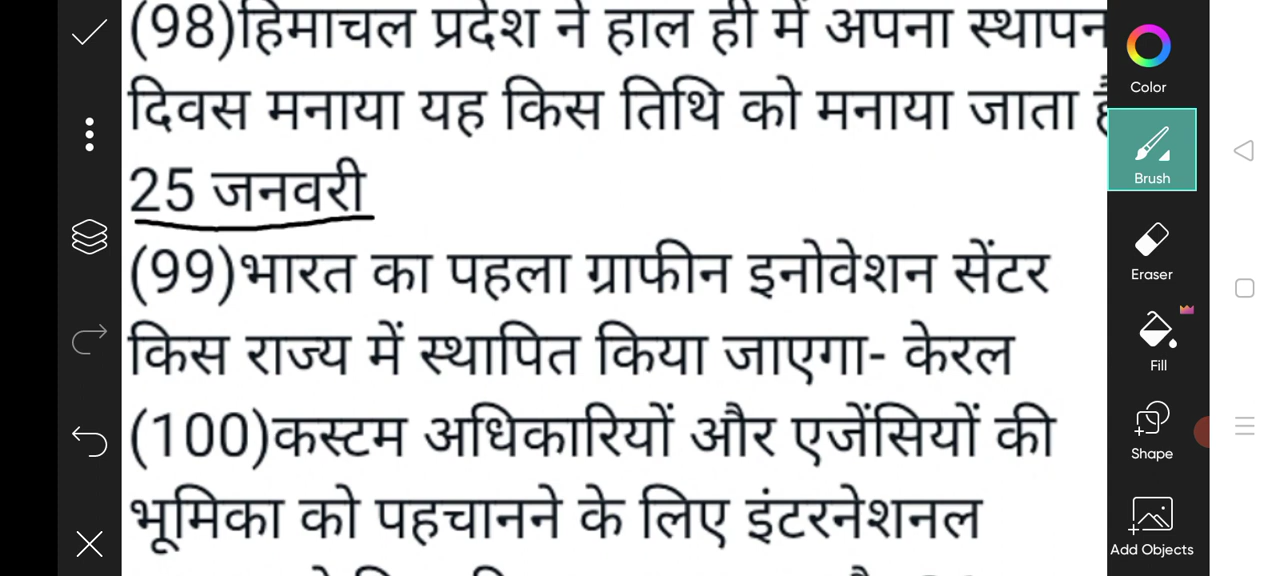 (98)हिमाचल प्रदेश ने हाल ही में अपना
दिवस मनाया यह किस तिथि को मनाया जाता
25 जनवरी
(99)भारत का पहला ग्राफीन इनोवेशन सेंटर
किस राज्य में स्थापित किया जाएगा- केरल
(100)कस्टम अधिकारियों और एजेंसियों की
भूमिका को पहचानने के लिए इंटरनेशनल
Color
Brush
Eraser
Fill
Shape
Add Objects